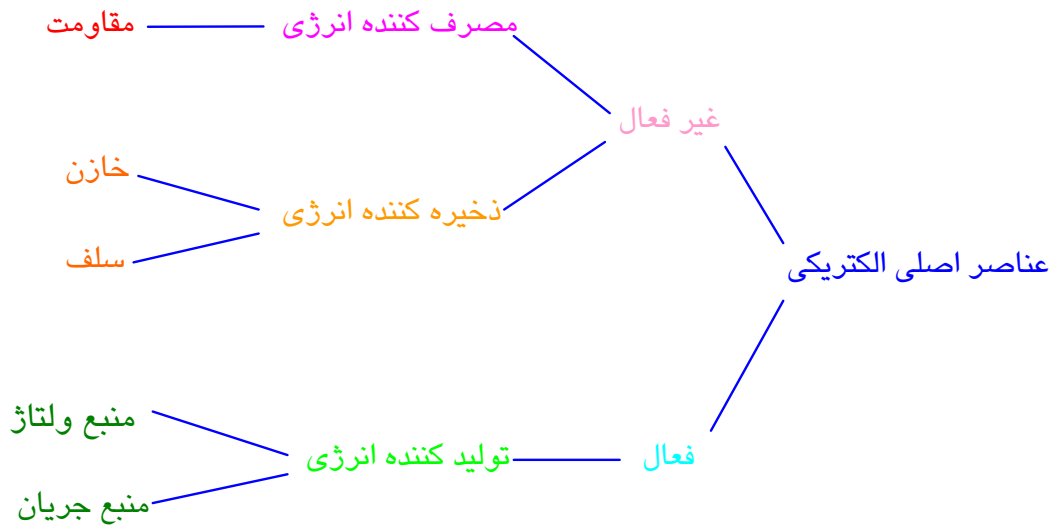 مصرف کننده انرژی
مقاومت
غیر فعال
خازن
ذخیره کننده انرژی
سلف
عناصر اصلی الکتریکی
منبع ولتاژ
فعال
تولید کننده انرژی
منبع جریان